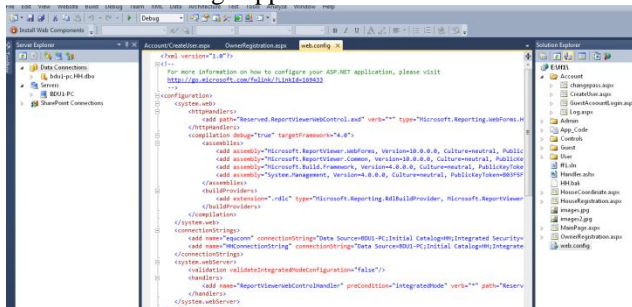 File Edit View Website Build Debug Team XML Data Architecture Test Tools Analyze Window Help
Debug
Install Web Components
Server Explorer
Data Connections
bdu1-pc.HH.dbo
Servers
BDU1-PC
SharePoint Connections
Account/CreateUser.aspx OwnerRegistration.aspx web.config
<?xml version="1.0"?>
<!--
For more information on how to configure your ASP.NET application, please visit
http://go.microsoft.com/fwlink/?LinkId=169433
-->
<configuration>
<system.web>
<httpHandlers>
<add path="Reserved.ReportViewerWebControl.axd" verb="*" type="Microsoft.Reporting.WebForms.H
</httpHandlers>
<compilation debug="true" targetFramework="4.0">
<assemblies>
<add assembly="Microsoft.ReportViewer.WebForms, Version=10.0.0.0, Culture=neutral, Public
<add assembly="Microsoft.ReportViewer.Common, Version=10.0.0.0, Culture=neutral, PublicKe
<add assembly="Microsoft.Build.Framework, Version=4.0.0.0, Culture=neutral, PublicKeyToke
<add assembly="System.Management, Version=4.0.0.0, Culture=neutral, PublicKeyToken=B03F5F
</assemblies>
<buildProviders>
<add extension=".rdlc" type="Microsoft.Reporting.RdlBuildProvider, Microsoft.ReportViewer
</buildProviders>
</compilation>
</system.web>
<connectionStrings>
<add name="equconn" connectionString="Data Source=BDU1-PC;Initial Catalog=HH;Integrated Security=
<add name="HHConnectionString" connectionString="Data Source=BDU1-PC;Initial Catalog=HH;Integrate
</connectionStrings>
<system.webServer>
<validation validateIntegratedModeConfiguration="false"/>
<handlers>
<add name="ReportViewerWebControlHandler" preCondition="integratedMode" verb="*" path="Reserv
</handlers>
</system.webServer>
Solution Explorer
E:\ff1\
Account
changepass.aspx
CreateUser.aspx
GuestAccountLogin.asp
Log.aspx
Admin
App_Code
Controls
Guest
User
ff1.sln
Handler.ashx
HH.bak
HouseCoordinate.aspx
HouseRegistration.aspx
images.jpg
images2.jpg
MainPage.aspx
OwnerRegistration.aspx
web.config